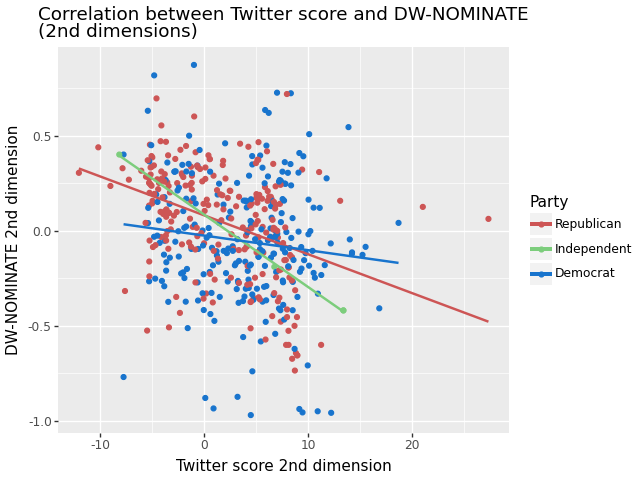 Correlation between Twitter score and DW-NOMINATE
(2nd dimensions)
DW-NOMINATE 2nd dimension
0.5
0.0
-0.5
-1.0
-10
0
10
20
Twitter score 2nd dimension
Party
Republican
Independent
Democrat